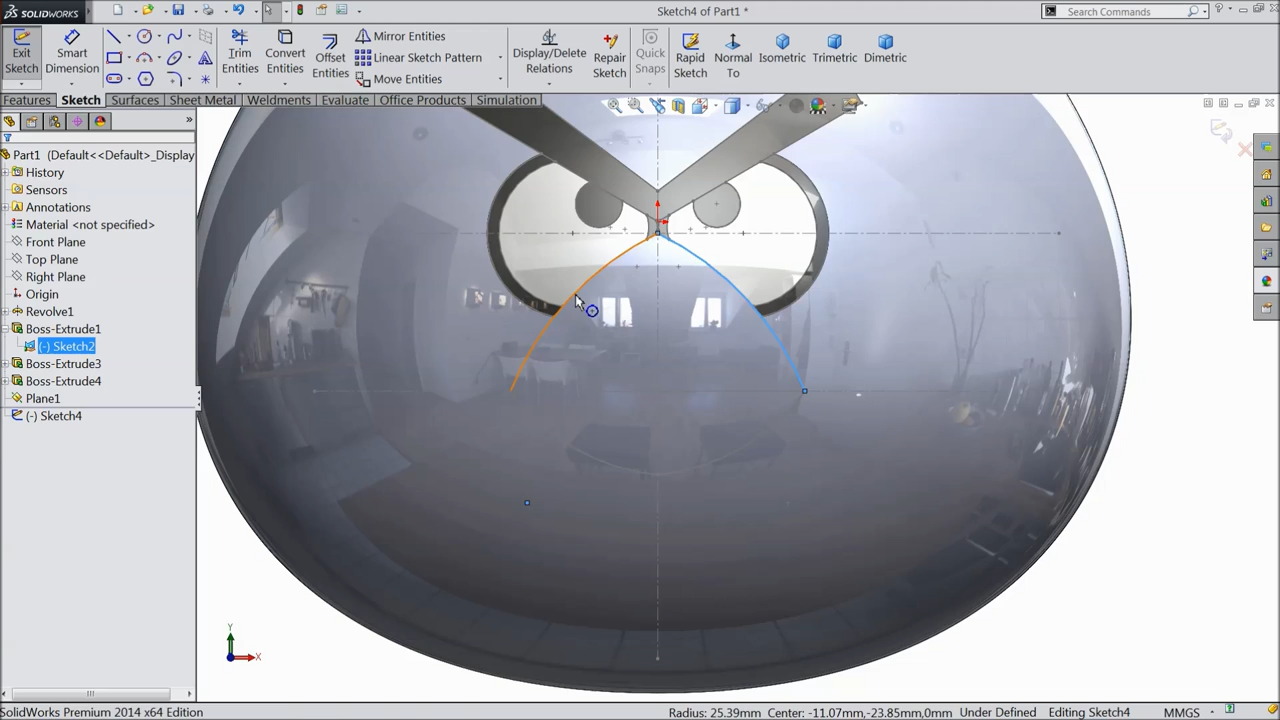 SOLIDWORKS
Sketch4 of Part1 *
Search Commands
Exit Sketch
Smart Dimension
Trim Entities
Convert Entities
Offset Entities
Mirror Entities
Linear Sketch Pattern
Move Entities
Display/Delete Relations
Repair Sketch
Quick Snaps
Rapid Sketch
Normal To
Isometric
Trimetric
Dimetric
Features
Sketch
Surfaces
Sheet Metal
Weldments
Evaluate
Office Products
Simulation
Part1 (Default<<Default>_Display
History
Sensors
Annotations
Material <not specified>
Front Plane
Top Plane
Right Plane
Origin
Revolve1
Boss-Extrude1
(-) Sketch2
Boss-Extrude3
Boss-Extrude4
Plane1
(-) Sketch4
Y
X
SolidWorks Premium 2014 x64 Edition
Radius: 25.39mm Center: -11.07mm,-23.85mm,0mm Under Defined Editing Sketch4 MMGS